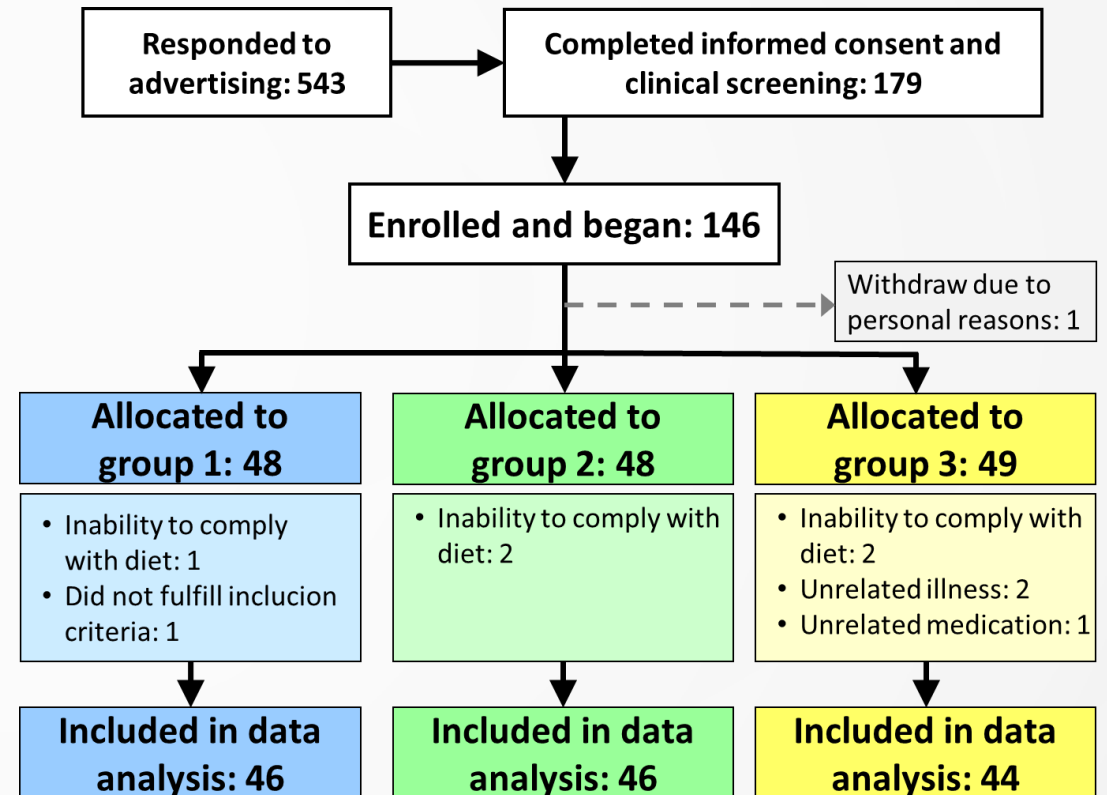 Responded to
advertising: 543
Completed informed consent and
clinical screening: 179
Enrolled and began: 146
Withdraw due to
personal reasons: 1
Allocated to
group 1: 48
Allocated to
group 2: 48
Allocated to
group 3: 49
• Inability to comply
with diet: 1
• Did not fulfill inclucion
criteria: 1
• Inability to comply with
diet: 2
• Inability to comply with
diet: 2
• Unrelated illness: 2
• Unrelated medication: 1
Included in data
analysis: 46
Included in data
analysis: 46
Included in data
analysis: 44